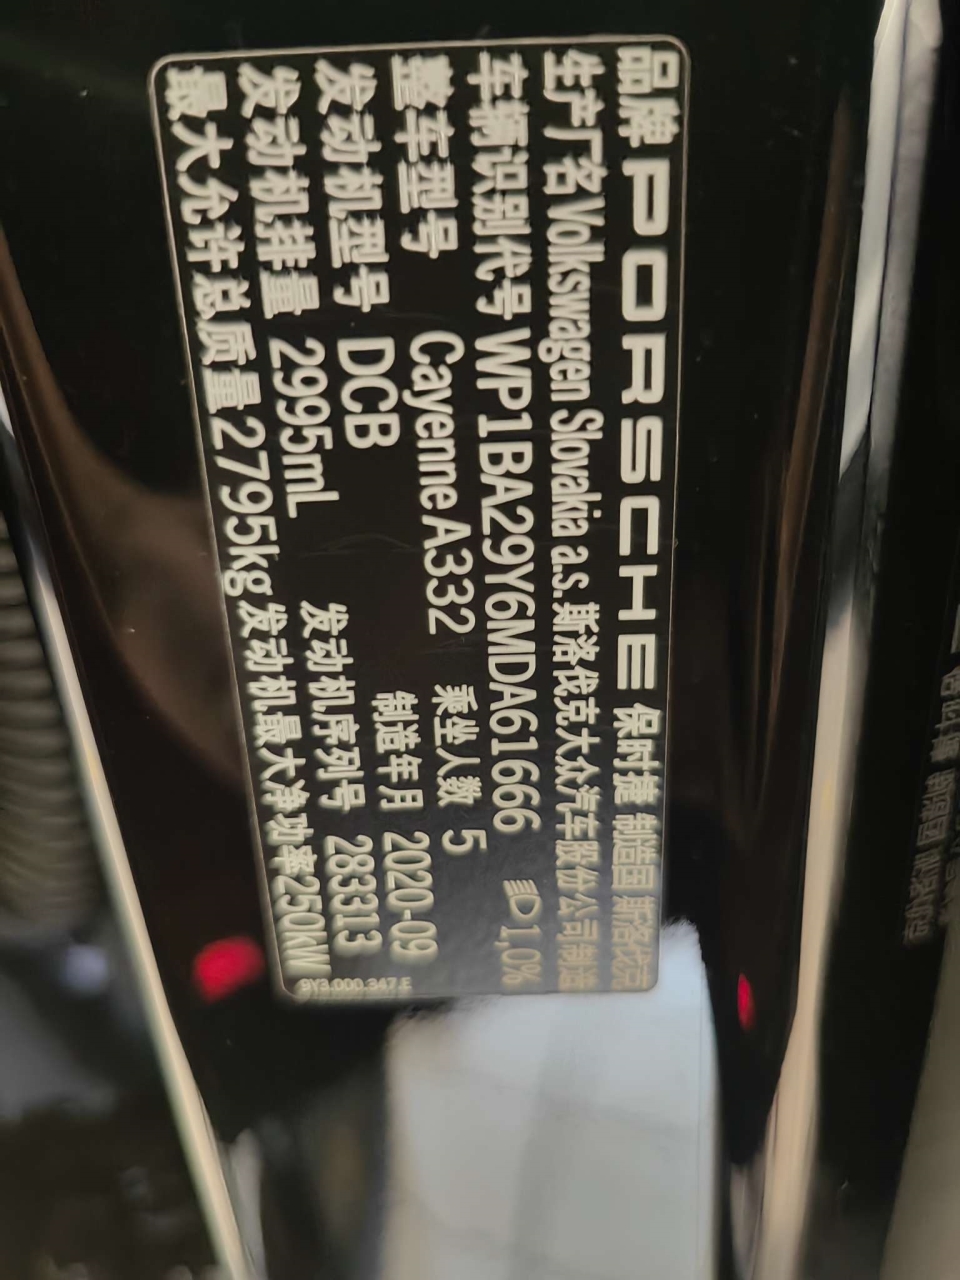 品牌 PORSCHE 保时捷 制造国 斯洛伐克
生产厂名 Volkswagen Slovakia a.s. 斯洛伐克大众汽车股份公司制造
车辆识别代号 WP1BA29Y6MDA61666 1,0%
整车型号 Cayenne A332 乘坐人数 5
发动机型号 DCB 制造年月 2020-09
发动机排量 2995mL 发动机序列号 283313
最大允许总质量 2795kg 发动机最大净功率 250kW
9Y3.000.347.E